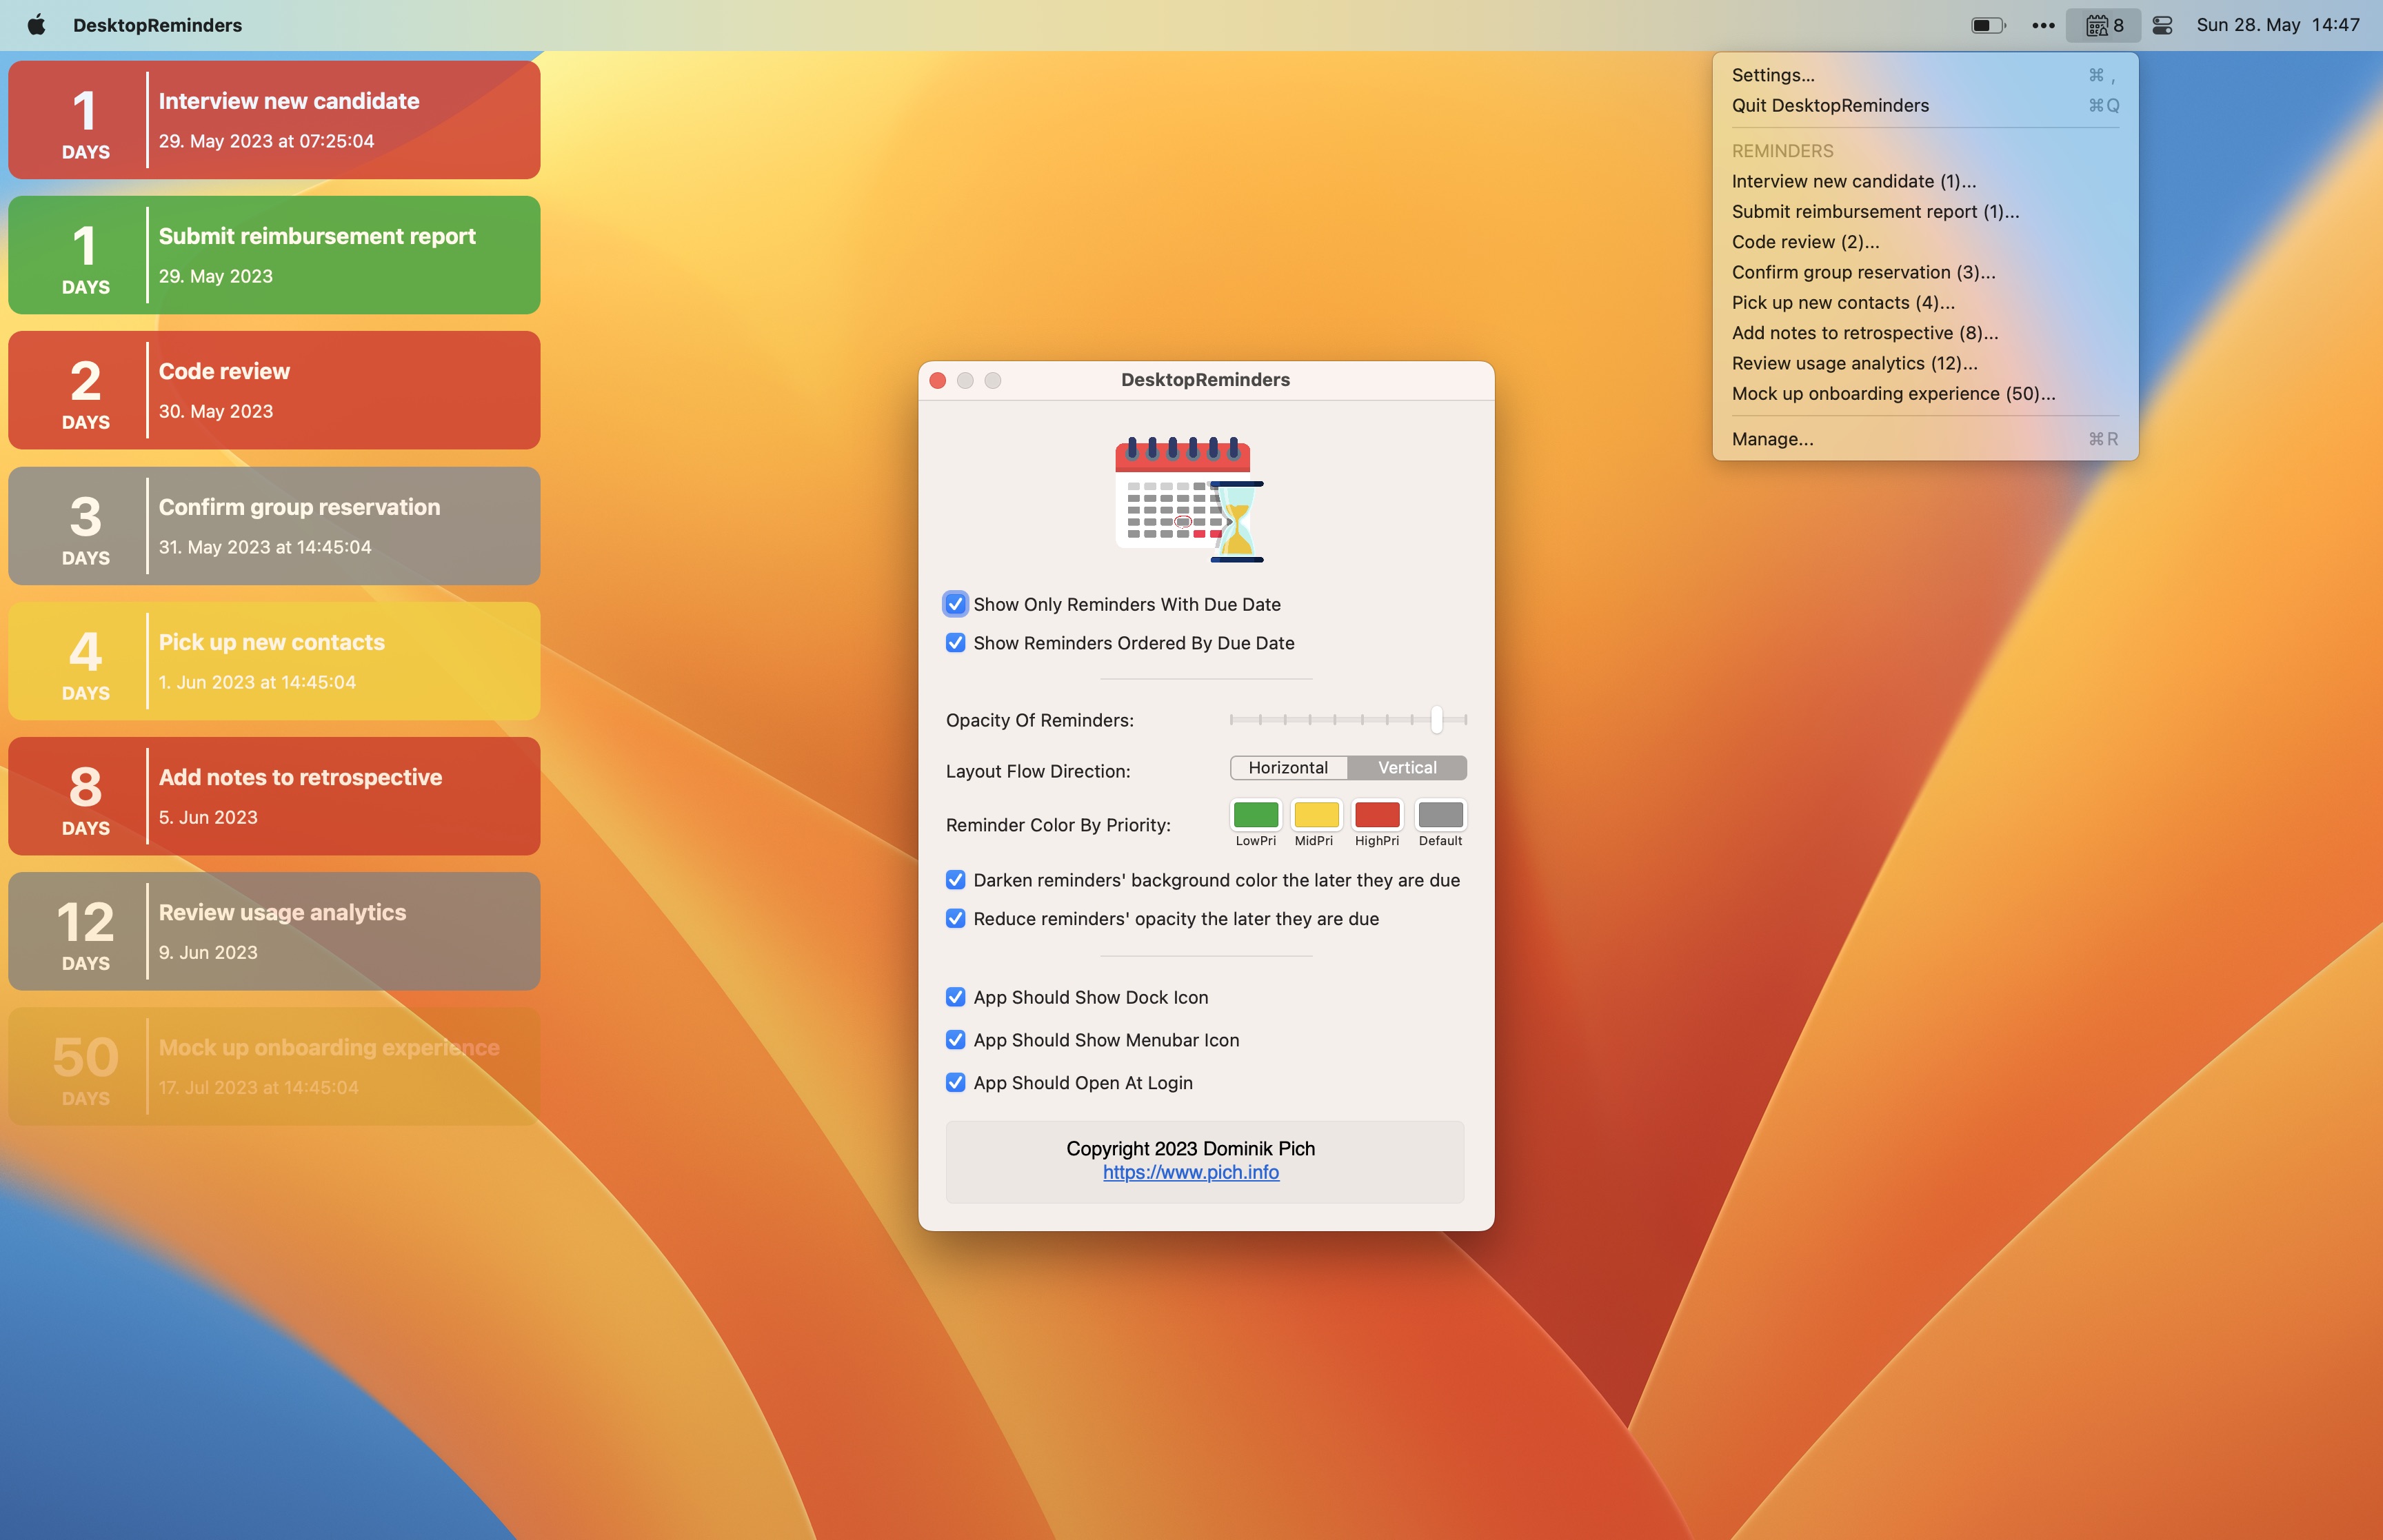 DesktopReminders
8
Sun 28. May 14:47
1
DAYS
Interview new candidate
29. May 2023 at 07:25:04
1
DAYS
Submit reimbursement report
29. May 2023
2
DAYS
Code review
30. May 2023
3
DAYS
Confirm group reservation
31. May 2023 at 14:45:04
4
DAYS
Pick up new contacts
1. Jun 2023 at 14:45:04
8
DAYS
Add notes to retrospective
5. Jun 2023
12
DAYS
Review usage analytics
9. Jun 2023
50
DAYS
Mock up onboarding experience
17. Jul 2023 at 14:45:04
DesktopReminders
Show Only Reminders With Due Date
Show Reminders Ordered By Due Date
Opacity Of Reminders:
Layout Flow Direction:
Horizontal Vertical
Reminder Color By Priority:
LowPri MidPri HighPri Default
Darken reminders' background color the later they are due
Reduce reminders' opacity the later they are due
App Should Show Dock Icon
App Should Show Menubar Icon
App Should Open At Login
Copyright 2023 Dominik Pich
https://www.pich.info
Settings... ⌘ ,
Quit DesktopReminders ⌘Q
REMINDERS
Interview new candidate (1)...
Submit reimbursement report (1)...
Code review (2)...
Confirm group reservation (3)...
Pick up new contacts (4)...
Add notes to retrospective (8)...
Review usage analytics (12)...
Mock up onboarding experience (50)...
Manage... ⌘R